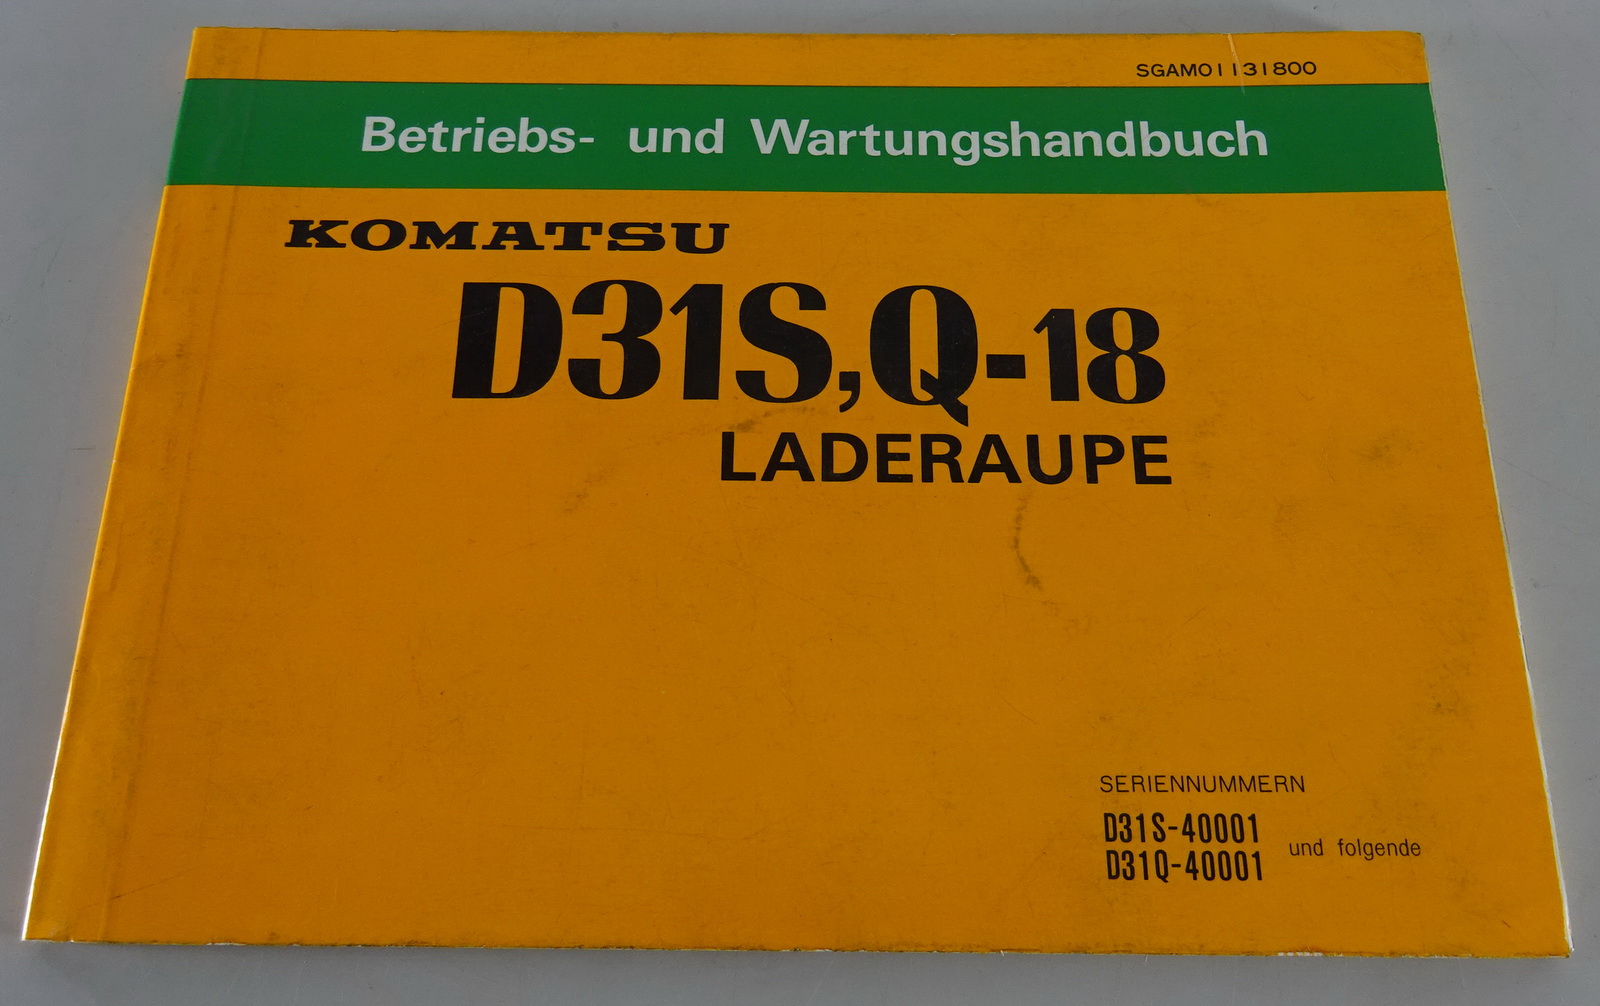 SGAM01131800
Betriebs- und Wartungshandbuch
KOMATSU
D31S,Q-18
LADERAUPE
SERIENNUMMERN
D31S-40001
D31Q-40001
und folgende